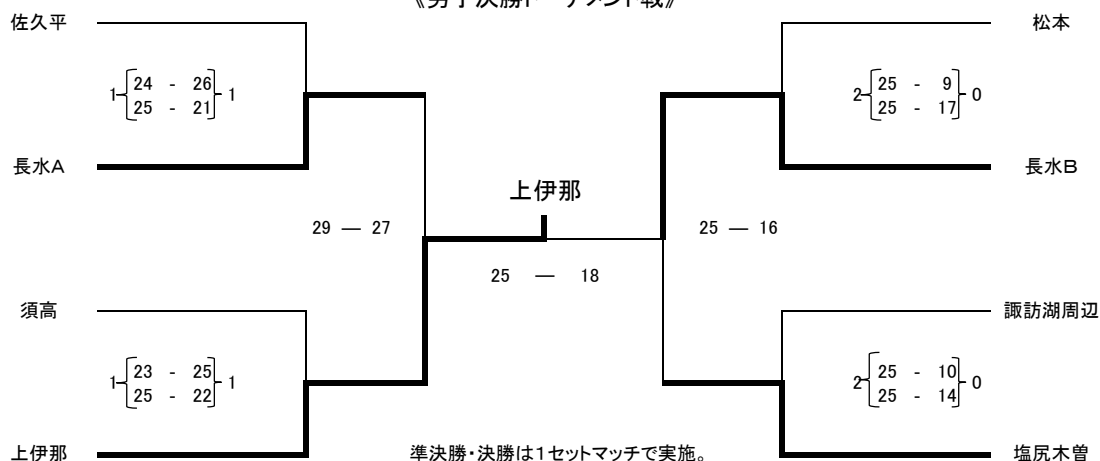 《男子決勝トーナメント戦》
佐久平
松本
1 24 - 26 1
25 - 21
2 25 - 9 0
25 - 17
長水A
長水B
上伊那
29 — 27
25 — 16
25 — 18
須高
諏訪湖周辺
1 23 - 25 1
25 - 22
2 25 - 10 0
25 - 14
上伊那
準決勝・決勝は1セットマッチで実施。
塩尻木曽